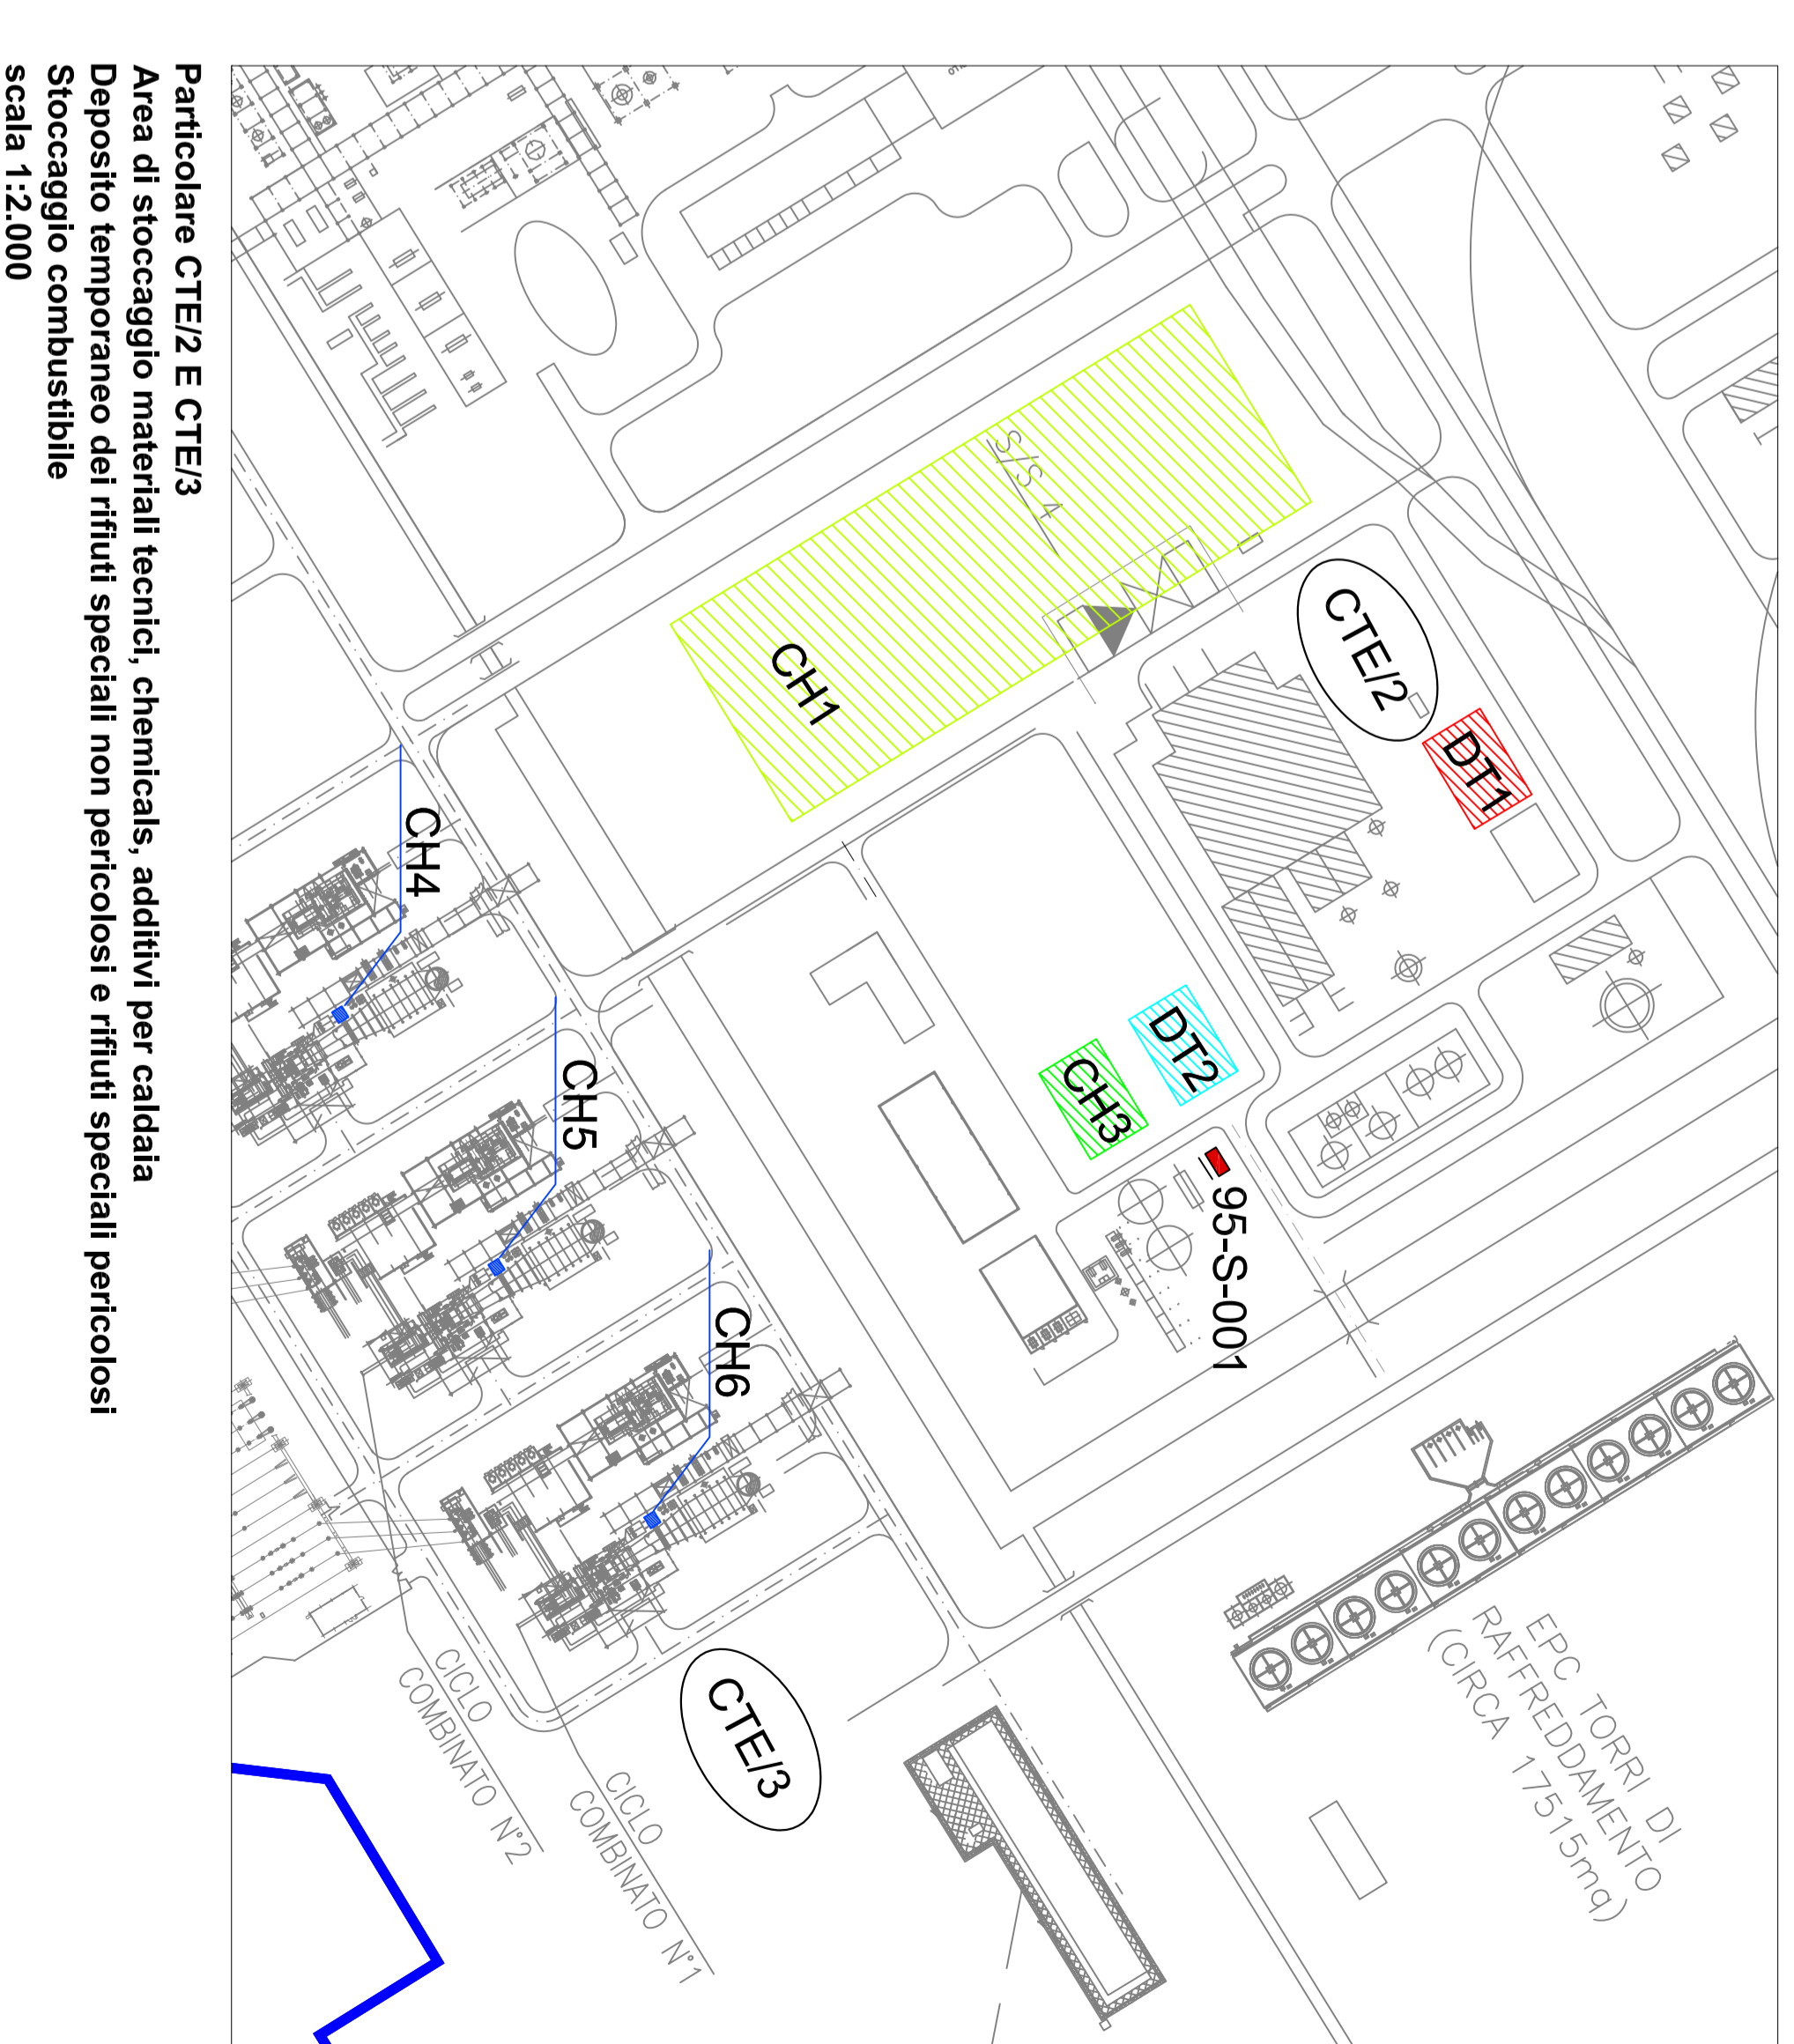 Particolare CTE/2 E CTE/3
Area di stoccaggio materiali tecnici, chemicals, additivi per caldaia
Deposito temporaneo dei rifiuti speciali non pericolosi e rifiuti speciali pericolosi
Stoccaggio combustibile
scala 1:2.000
S/S 4
CTE/2
DT1
CH1
CH4
DT2
CH3
CH5
95-S-001
CH6
EPC TORRI DI
RAFFREDDAMENTO
(CIRCA 17515mq)
CTE/3
CICLO
COMBINATO N°2
CICLO
COMBINATO N°1